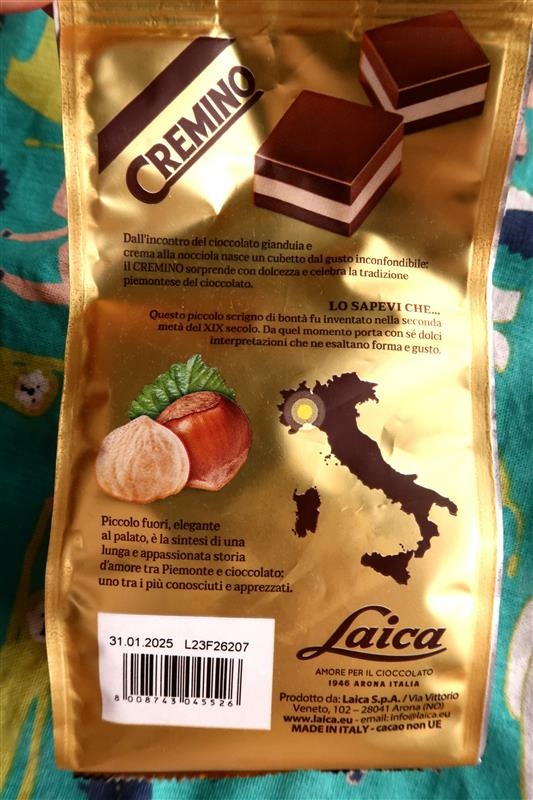 CREMINO
Dall'incontro del cioccolato gianduia e
crema alla nocciola nasce un cubetto dal gusto inconfondibile:
il CREMINO sorprende con dolcezza e celebra la tradizione
piemontese del cioccolato.
LO SAPEVI CHE...
Questo piccolo scrigno di bontà fu inventato nella seconda
metà del XIX secolo. Da quel momento porta con sé dolci
interpretazioni che ne esaltano forma e gusto.
Piccolo fuori, elegante
al palato, è la sintesi di una
lunga e appassionata storia
d'amore tra Piemonte e cioccolato;
uno tra i più conosciuti e apprezzati.
31.01.2025 L23F26207
8 008743 045526
Laica
AMORE PER IL CIOCCOLATO
1946 ARONA ITALIA
Prodotto da: Laica S.p.A. / Via Vittorio
Veneto, 102 – 28041 Arona (NO)
www.laica.eu - email: info@laica.eu
MADE IN ITALY - cacao non UE